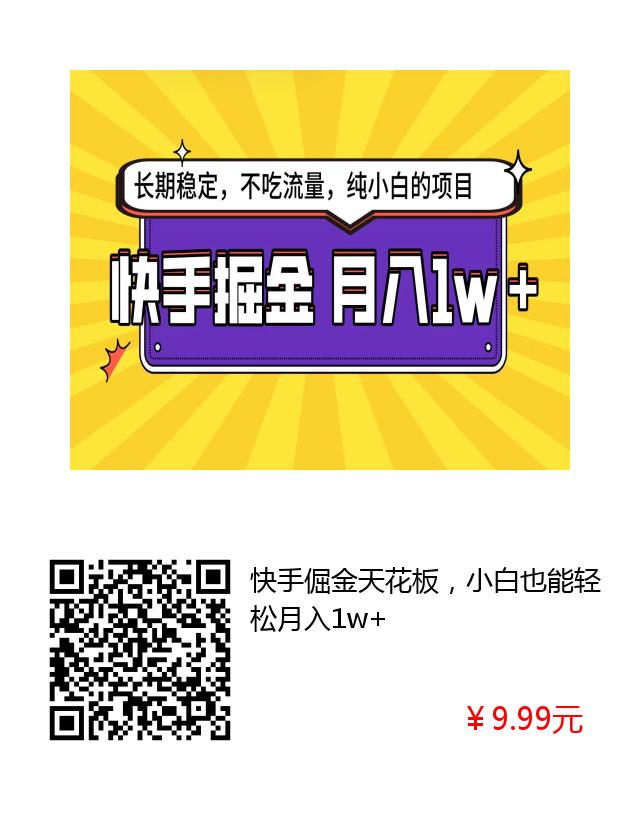 长期稳定，不吃流量，纯小白的项目
快手掘金 月入1w+
快手倔金天花板，小白也能轻
松月入1w+
￥9.99元